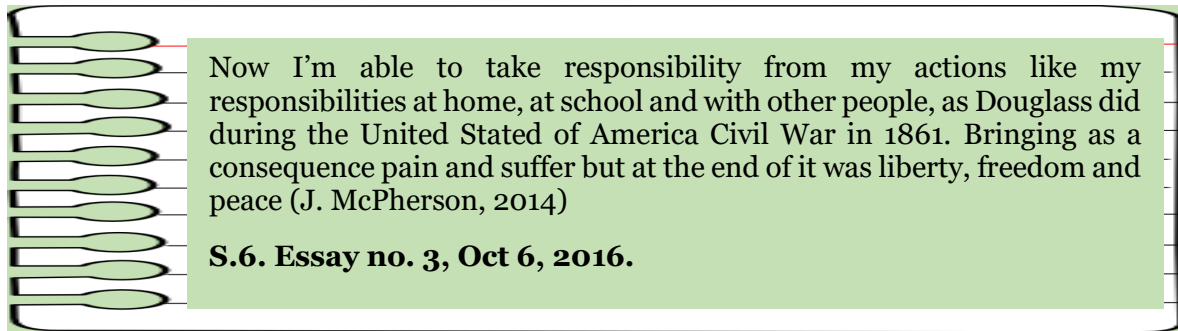 Now I'm able to take responsibility from my actions like my
responsibilities at home, at school and with other people, as Douglass did
during the United Stated of America Civil War in 1861. Bringing as a
consequence pain and suffer but at the end of it was liberty, freedom and
peace (J. McPherson, 2014)
S.6. Essay no. 3, Oct 6, 2016.